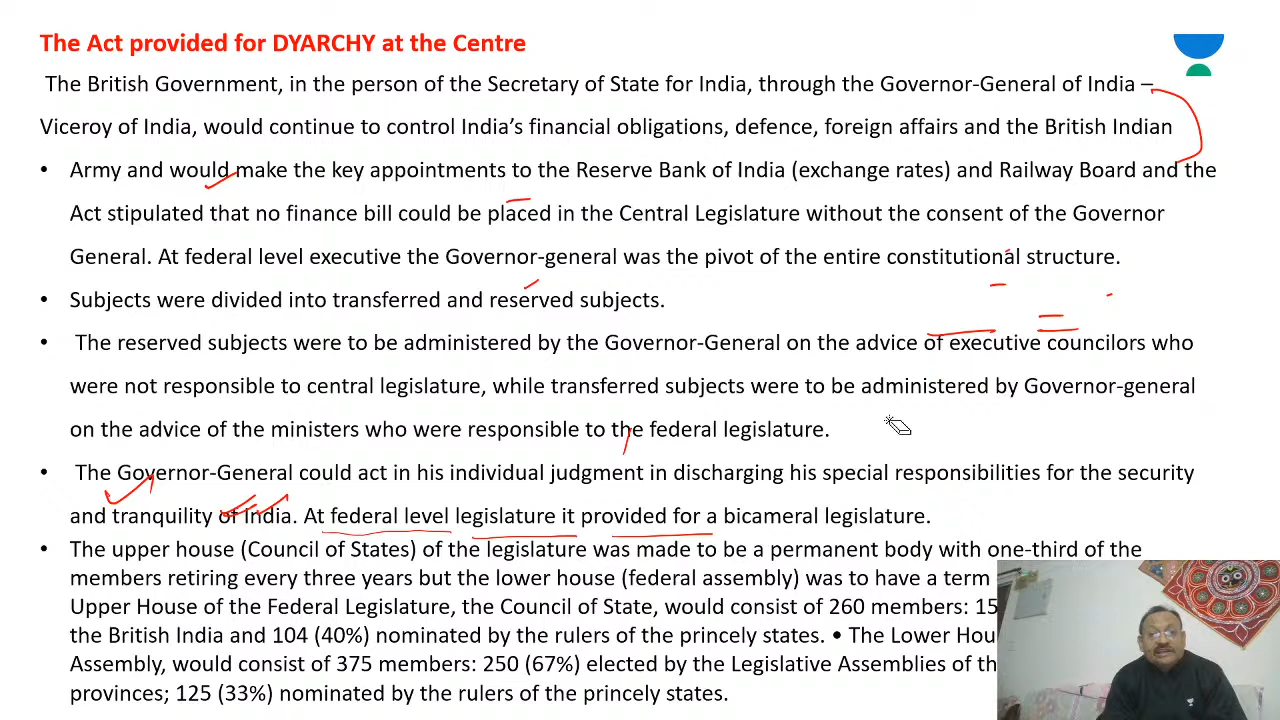 The Act provided for DYARCHY at the Centre
The British Government, in the person of the Secretary of State for India, through the Governor-General of India –
Viceroy of India, would continue to control India’s financial obligations, defence, foreign affairs and the British Indian
• Army and would make the key appointments to the Reserve Bank of India (exchange rates) and Railway Board and the
Act stipulated that no finance bill could be placed in the Central Legislature without the consent of the Governor
General. At federal level executive the Governor-general was the pivot of the entire constitutional structure.
• Subjects were divided into transferred and reserved subjects.
• The reserved subjects were to be administered by the Governor-General on the advice of executive councilors who
were not responsible to central legislature, while transferred subjects were to be administered by Governor-general
on the advice of the ministers who were responsible to the federal legislature.
• The Governor-General could act in his individual judgment in discharging his special responsibilities for the security
and tranquility of India. At federal level legislature it provided for a bicameral legislature.
• The upper house (Council of States) of the legislature was made to be a permanent body with one-third of the
members retiring every three years but the lower house (federal assembly) was to have a term
Upper House of the Federal Legislature, the Council of State, would consist of 260 members: 15
the British India and 104 (40%) nominated by the rulers of the princely states. • The Lower Hou
Assembly, would consist of 375 members: 250 (67%) elected by the Legislative Assemblies of th
provinces; 125 (33%) nominated by the rulers of the princely states.